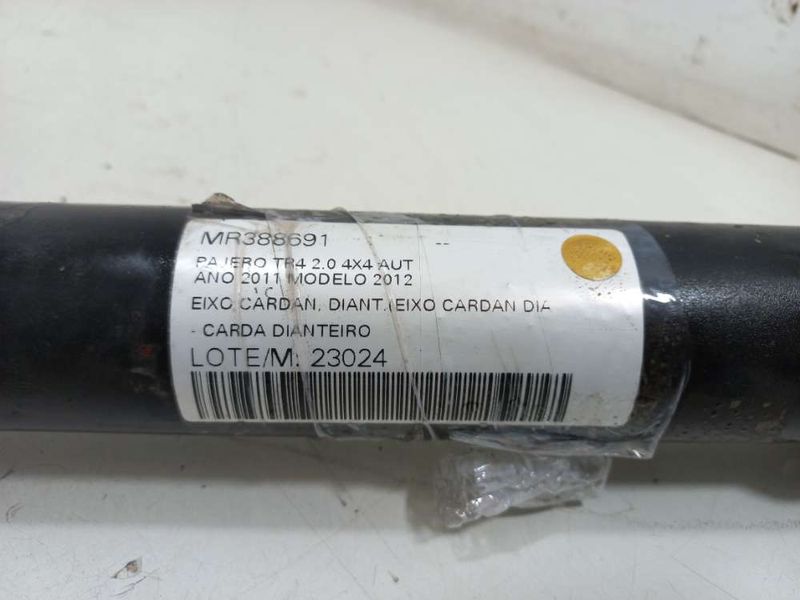 MR388691 --
PAJERO TR4 2.0 4X4 AUT
ANO 2011 MODELO 2012
EIXO CARDAN, DIANT.(EIXO CARDAN DIA
- CARDA DIANTEIRO
LOTE/M: 23024